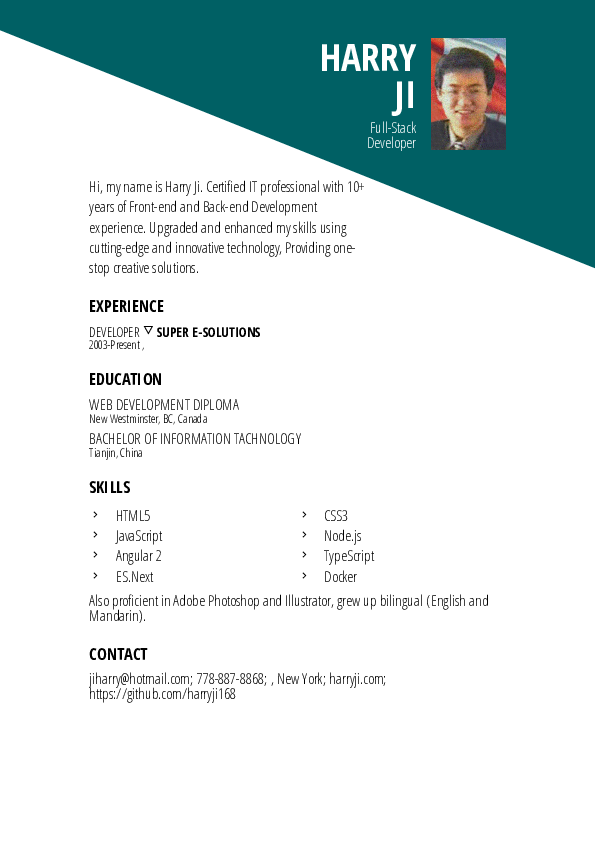 HARRY
JI
Full-Stack
Developer
Hi, my name is Harry Ji. Certified IT professional with 10+
years of Front-end and Back-end Development
experience. Upgraded and enhanced my skills using
cutting-edge and innovative technology, Providing one-
stop creative solutions.
EXPERIENCE
DEVELOPER ▽ SUPER E-SOLUTIONS
2003-Present ,
EDUCATION
WEB DEVELOPMENT DIPLOMA
New Westminster, BC, Canada
BACHELOR OF INFORMATION TACHNOLOGY
Tianjin, China
SKILLS
› HTML5
› JavaScript
› Angular 2
› ES.Next
› CSS3
› Node.js
› TypeScript
› Docker
Also proficient in Adobe Photoshop and Illustrator, grew up bilingual (English and
Mandarin).
CONTACT
jiharry@hotmail.com; 778-887-8868; , New York; harryji.com;
https://github.com/harryji168